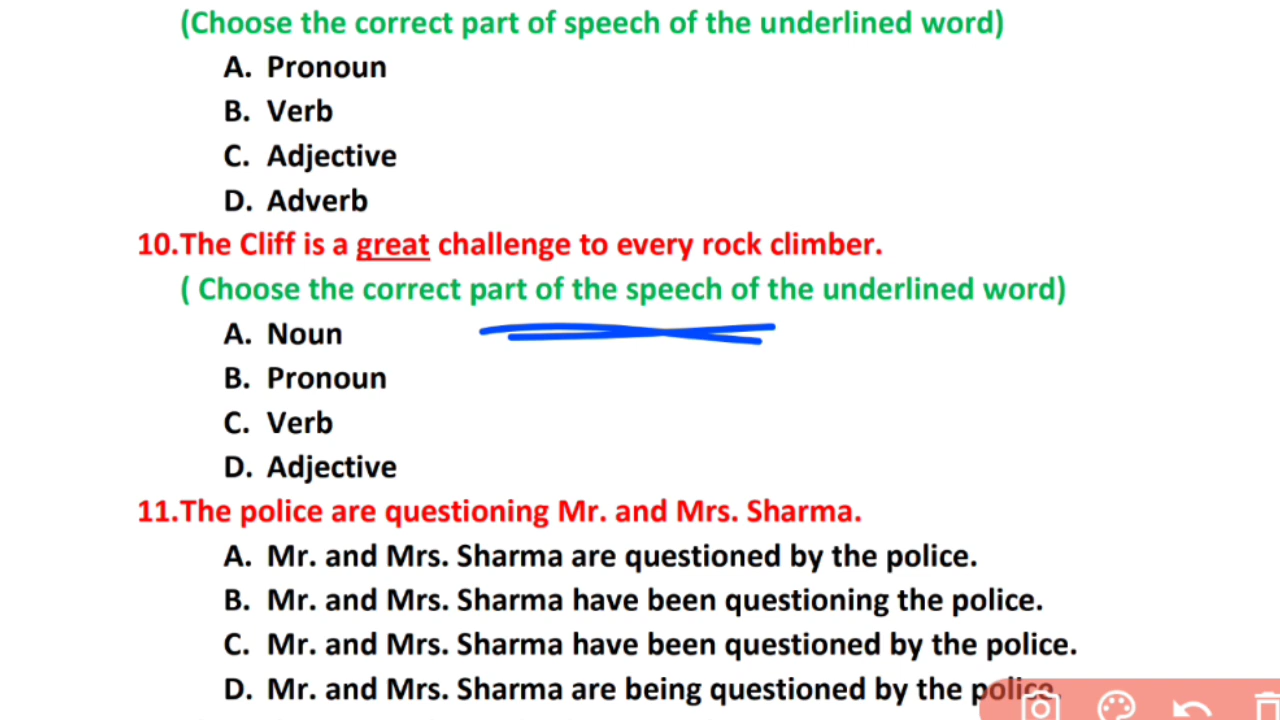 (Choose the correct part of speech of the underlined word)
A. Pronoun
B. Verb
C. Adjective
D. Adverb
10.The Cliff is a great challenge to every rock climber.
( Choose the correct part of the speech of the underlined word)
A. Noun
B. Pronoun
C. Verb
D. Adjective
11.The police are questioning Mr. and Mrs. Sharma.
A. Mr. and Mrs. Sharma are questioned by the police.
B. Mr. and Mrs. Sharma have been questioning the police.
C. Mr. and Mrs. Sharma have been questioned by the police.
D. Mr. and Mrs. Sharma are being questioned by the police.